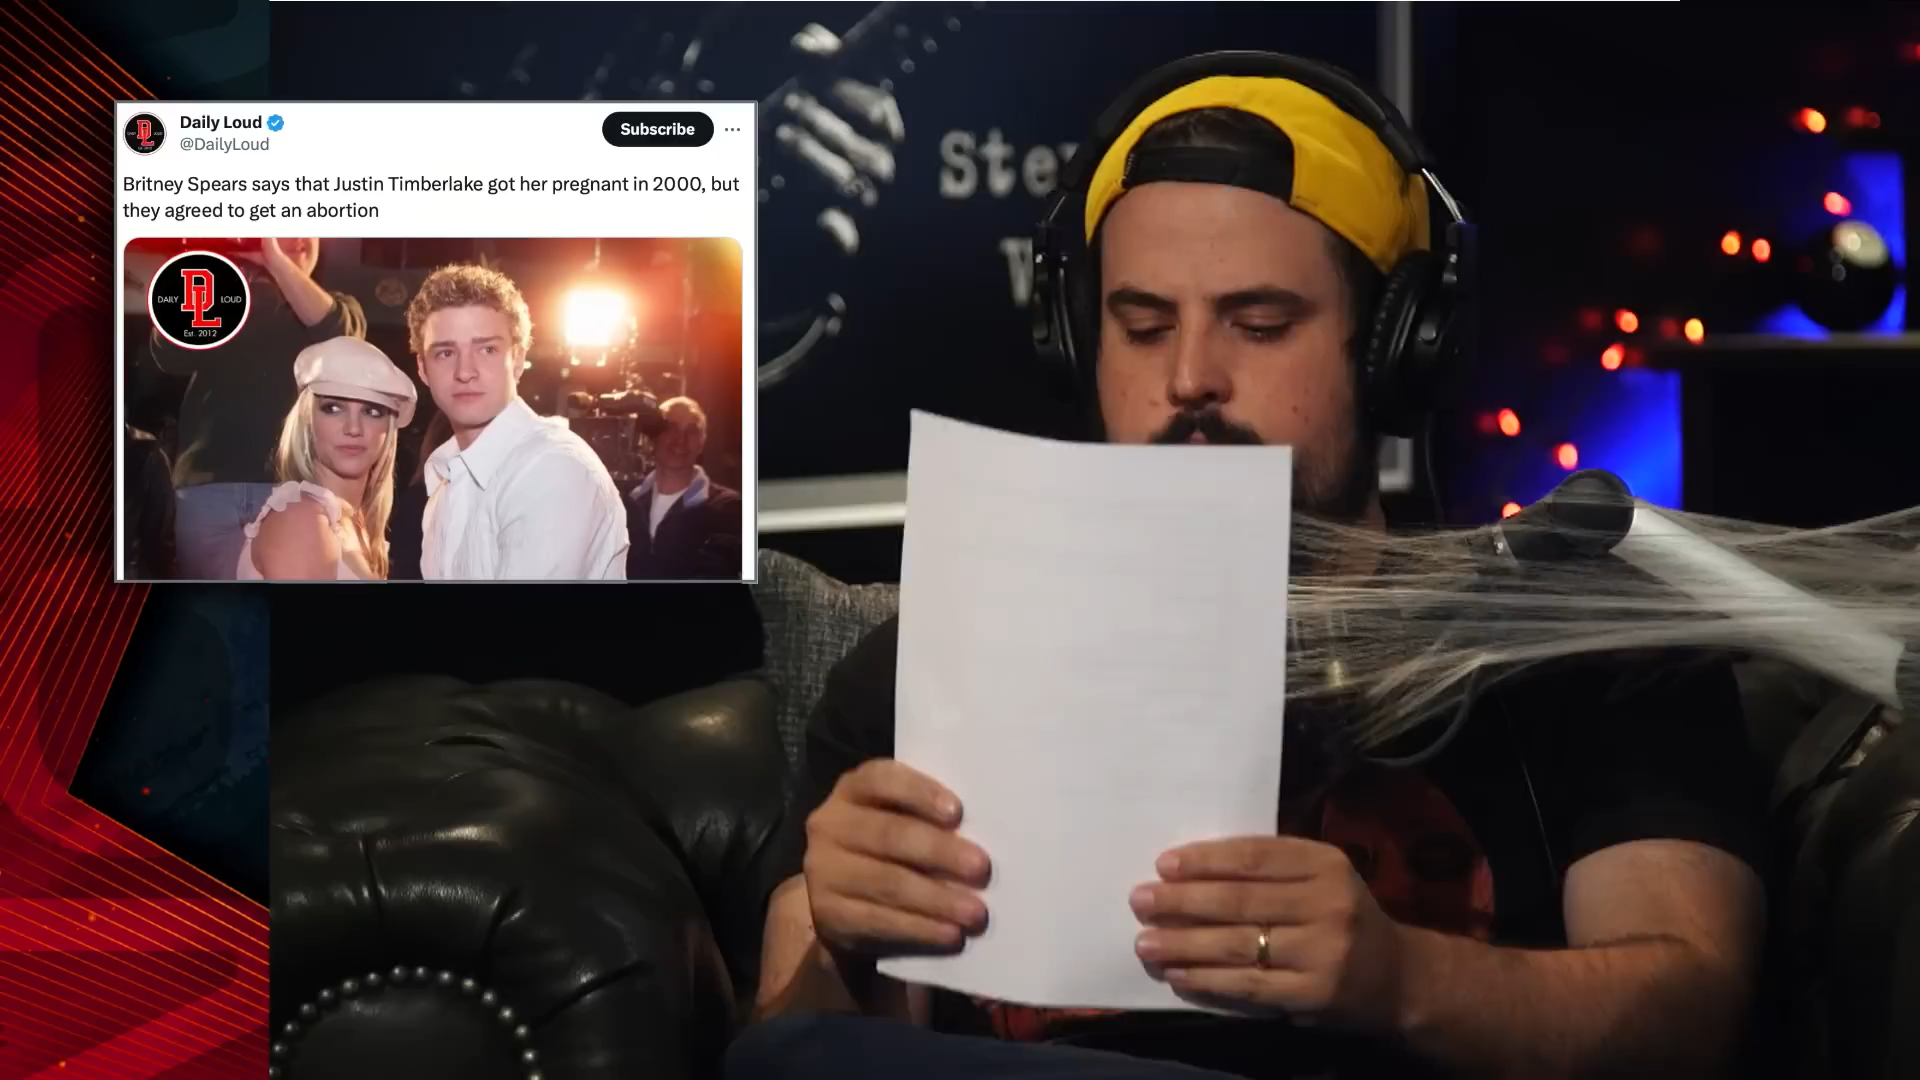 Daily Loud
@DailyLoud
Subscribe
Britney Spears says that Justin Timberlake got her pregnant in 2000, but
they agreed to get an abortion
DAILY DL LOUD
Est. 2012
Ste